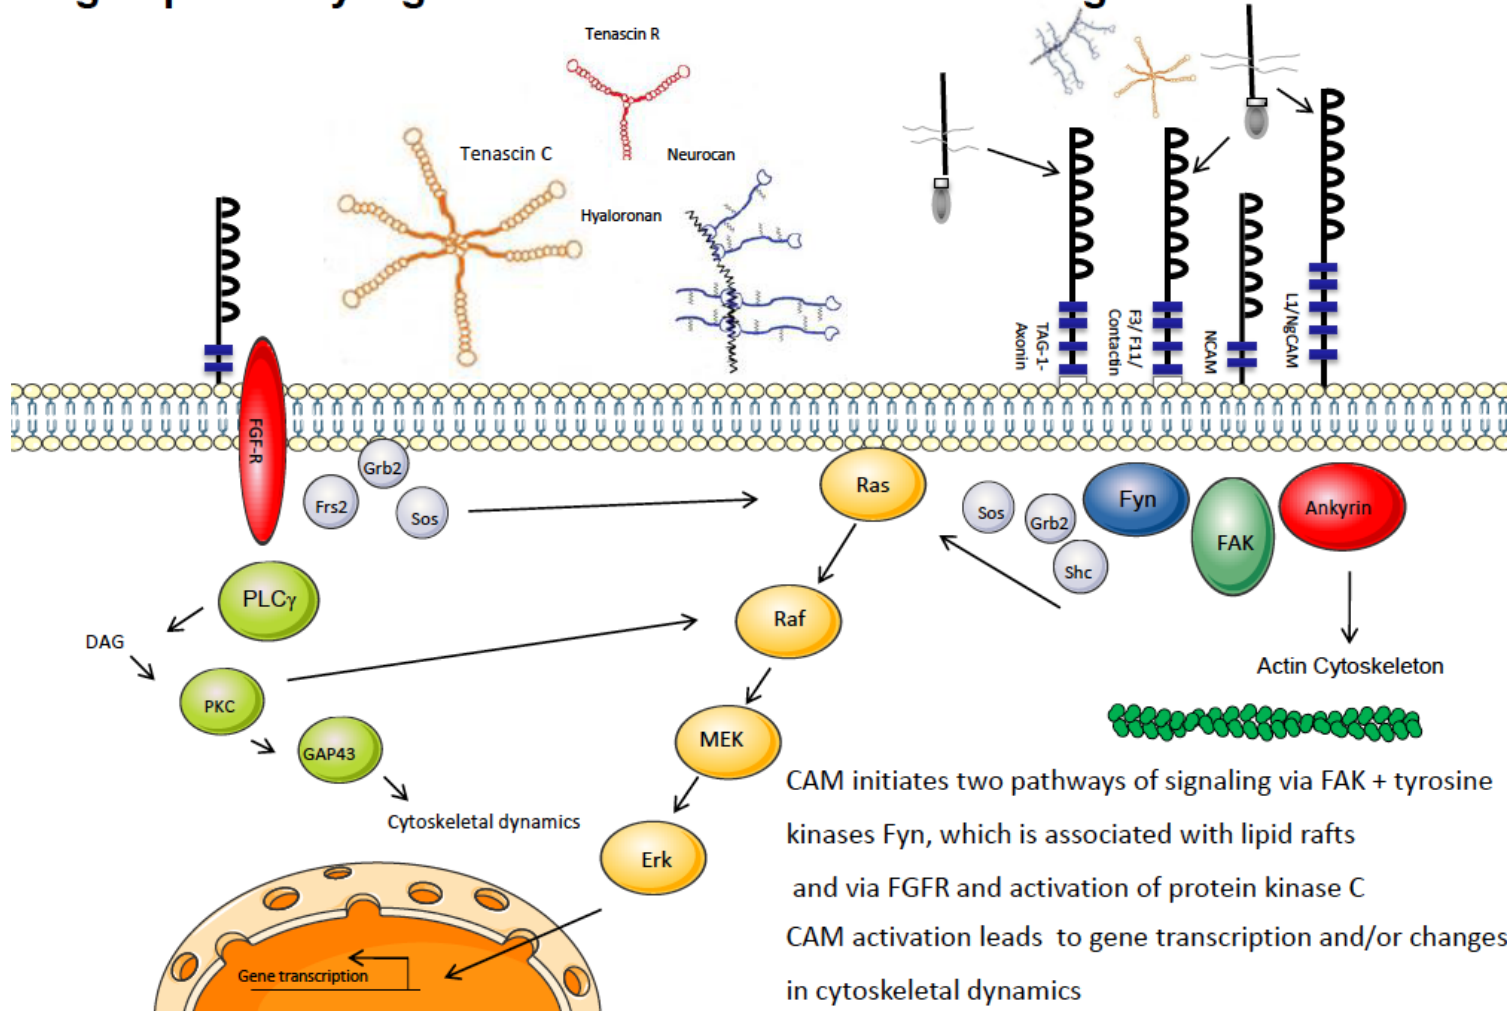 Tenascin R
Tenascin C
Neurocan
Hyaloronan
TAG-1-
Axonin
F3/ F11/
Contactin
NCAM
L1/NgCAM
FGF-R
Grb2
Frs2
Sos
Ras
Sos
Grb2
Shc
Fyn
FAK
Ankyrin
PLCγ
DAG
PKC
GAP43
Cytoskeletal dynamics
Raf
MEK
Erk
Actin Cytoskeleton
Gene transcription
CAM initiates two pathways of signaling via FAK + tyrosine
kinases Fyn, which is associated with lipid rafts
and via FGFR and activation of protein kinase C
CAM activation leads to gene transcription and/or changes
in cytoskeletal dynamics